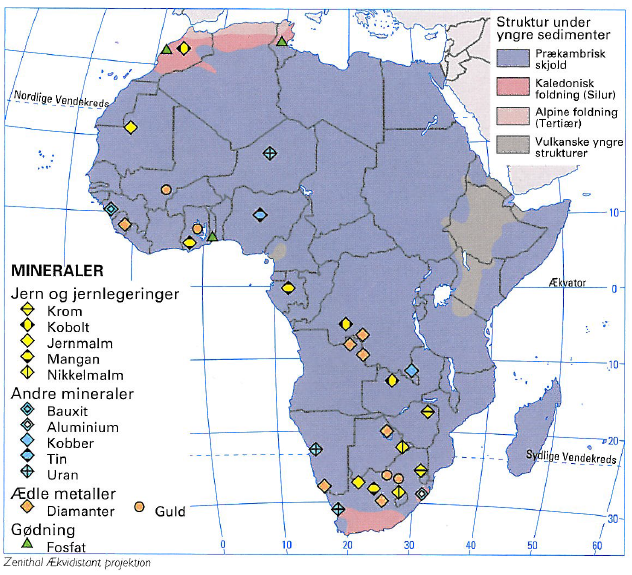 Struktur under
yngre sedimenter
Prækambrisk
skjold
Kaledonisk
foldning (Silur)
Alpine foldning
(Tertiær)
Vulkanske yngre
strukturer
Nordlige Vendekreds
10
Ækvator
0
10
20
Sydlige Vendekreds
30
MINERALER
Jern og jernlegeringer
Krom
Kobolt
Jernmalm
Mangan
Nikkelmalm
Andre mineraler
Bauxit
Aluminium
Kobber
Tin
Uran
Ædle metaller
Diamanter
Guld
Gødning
Fosfat
0
10
20
30
40
50
60
Zenithal Ækvidistant projektion